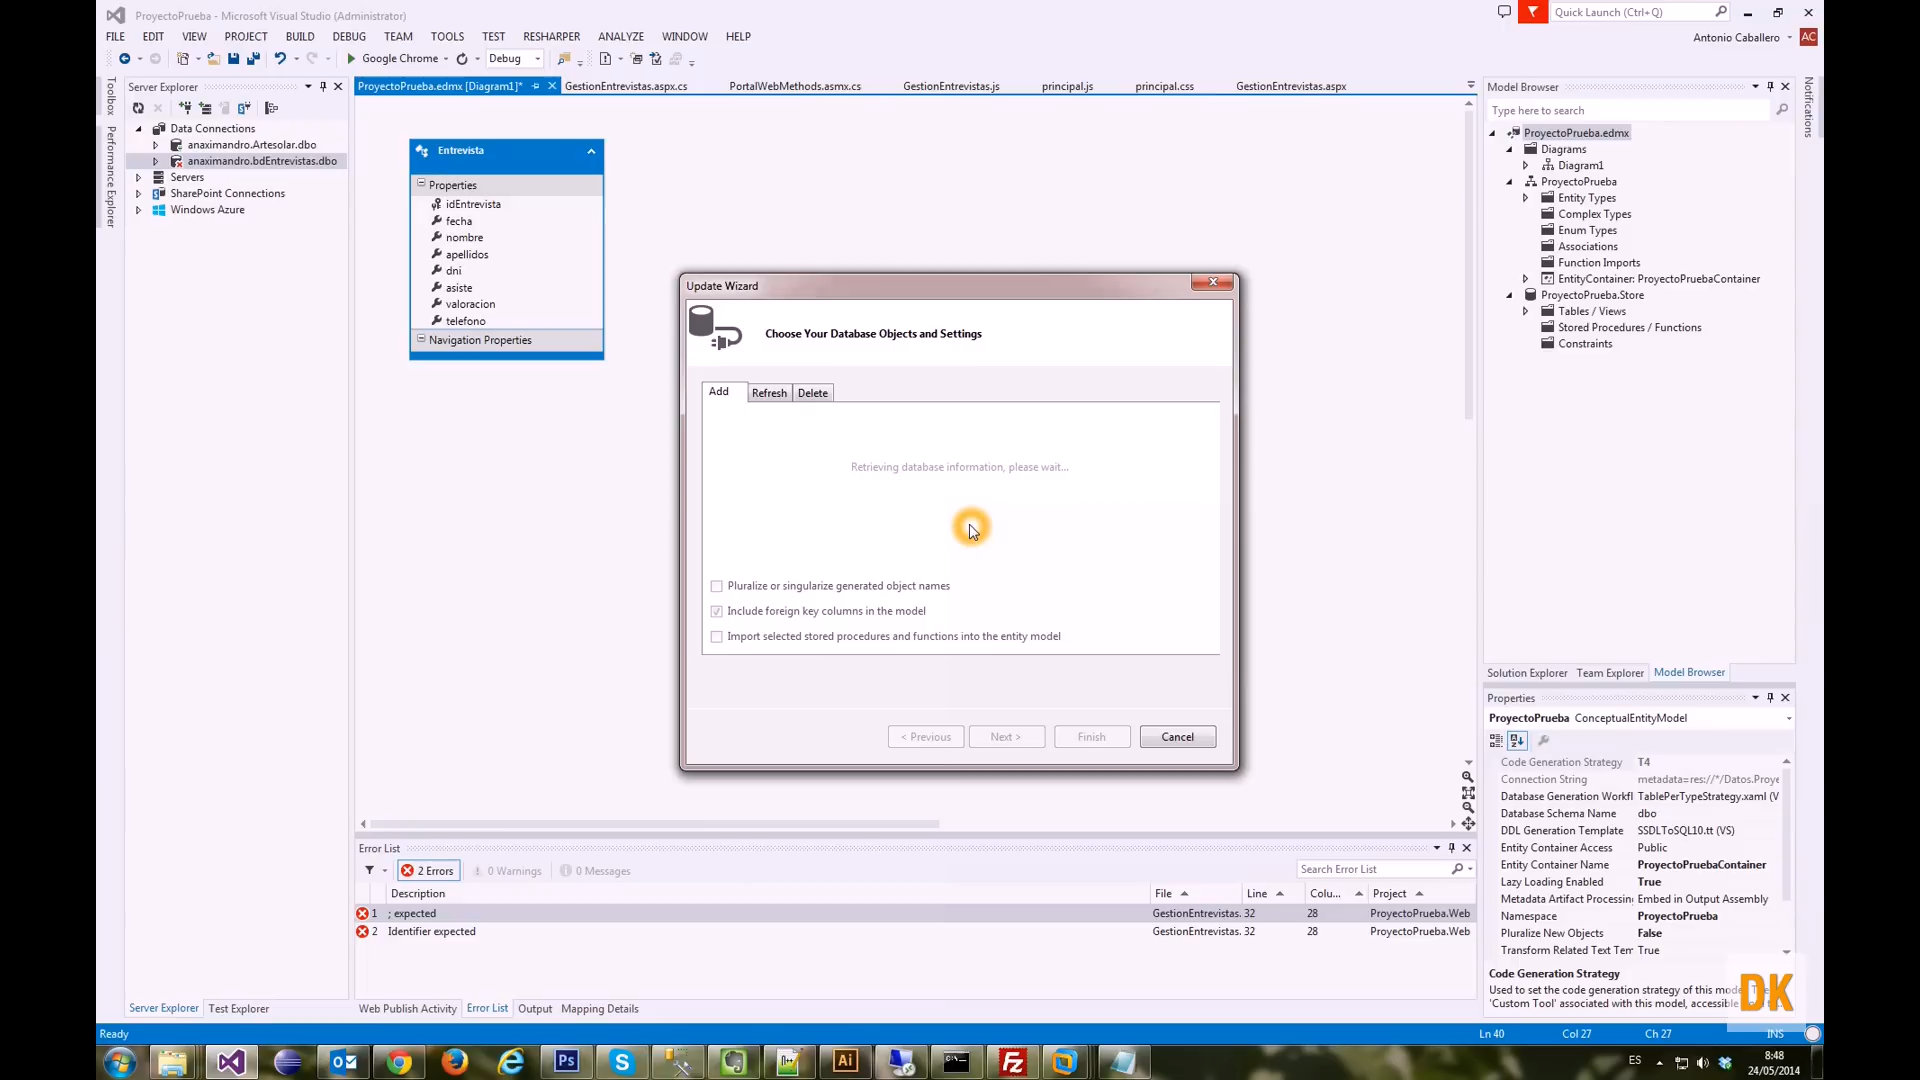 ProyectoPrueba - Microsoft Visual Studio (Administrator)
Quick Launch (Ctrl+Q)
FILE EDIT VIEW PROJECT BUILD DEBUG TEAM TOOLS TEST RESHARPER ANALYZE WINDOW HELP
Antonio Caballero AC
Google Chrome Debug
Toolbox
Performance Explorer
Server Explorer
Data Connections
anaximandro.Artesolar.dbo
anaximandro.bdEntrevistas.dbo
Servers
SharePoint Connections
Windows Azure
Server Explorer Test Explorer
ProyectoPrueba.edmx [Diagram1]* GestionEntrevistas.aspx.cs PortalWebMethods.asmx.cs GestionEntrevistas.js principal.js principal.css GestionEntrevistas.aspx
Entrevista
Properties
idEntrevista
fecha
nombre
apellidos
dni
asiste
valoracion
telefono
Navigation Properties
Update Wizard
Choose Your Database Objects and Settings
Add Refresh Delete
Retrieving database information, please wait...
Pluralize or singularize generated object names
Include foreign key columns in the model
Import selected stored procedures and functions into the entity model
< Previous Next > Finish Cancel
Error List
2 Errors 0 Warnings 0 Messages
Search Error List
Description File Line Colu... Project
1 ; expected GestionEntrevistas. 32 28 ProyectoPrueba.Web
2 Identifier expected GestionEntrevistas. 32 28 ProyectoPrueba.Web
Web Publish Activity Error List Output Mapping Details
Model Browser
Type here to search
ProyectoPrueba.edmx
Diagrams
Diagram1
ProyectoPrueba
Entity Types
Complex Types
Enum Types
Associations
Function Imports
EntityContainer: ProyectoPruebaContainer
ProyectoPrueba.Store
Tables / Views
Stored Procedures / Functions
Constraints
Solution Explorer Team Explorer Model Browser
Notifications
Properties
ProyectoPrueba ConceptualEntityModel
Code Generation Strategy T4
Connection String metadata=res://*/Datos.Proye
Database Generation Workfl TablePerTypeStrategy.xaml (V
Database Schema Name dbo
DDL Generation Template SSDLToSQL10.tt (VS)
Entity Container Access Public
Entity Container Name ProyectoPruebaContainer
Lazy Loading Enabled True
Metadata Artifact Processing Embed in Output Assembly
Namespace ProyectoPrueba
Pluralize New Objects False
Transform Related Text Tem True
Code Generation Strategy
Used to set the code generation strategy of this mode
'Custom Tool' associated with this model, accessible
DK
Ready Ln 40 Col 27 Ch 27 INS
Ps Ai FZ
ES 8:48
24/05/2014